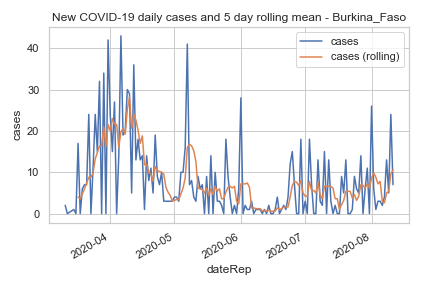 New COVID-19 daily cases and 5 day rolling mean - Burkina_Faso
cases
cases (rolling)
40
30
20
10
0
cases
2020-04
2020-05
2020-06
2020-07
2020-08
dateRep